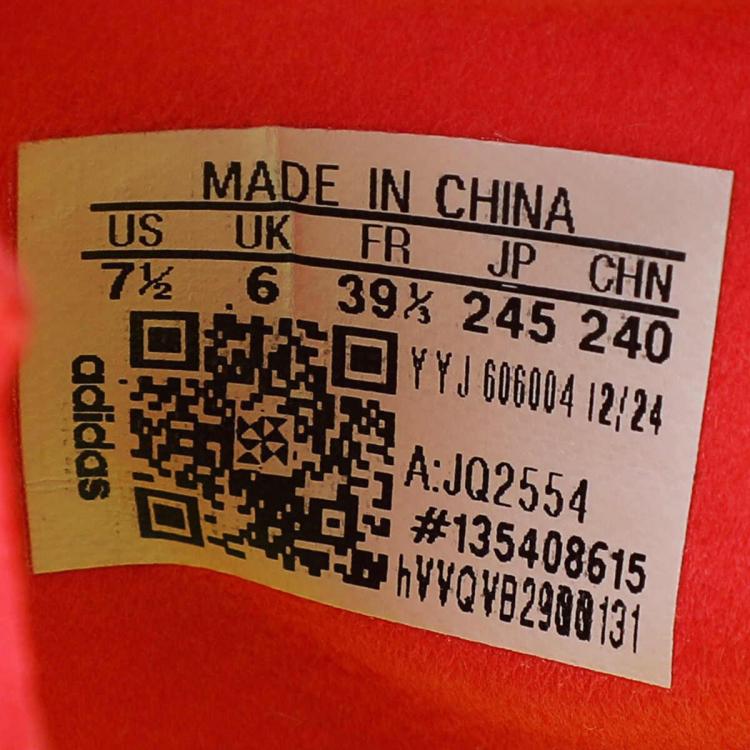 MADE IN CHINA
US UK FR JP CHN
7½ 6 39⅓ 245 240
YYJ 606004 12/24
adidas
A:JQ2554
#135408615